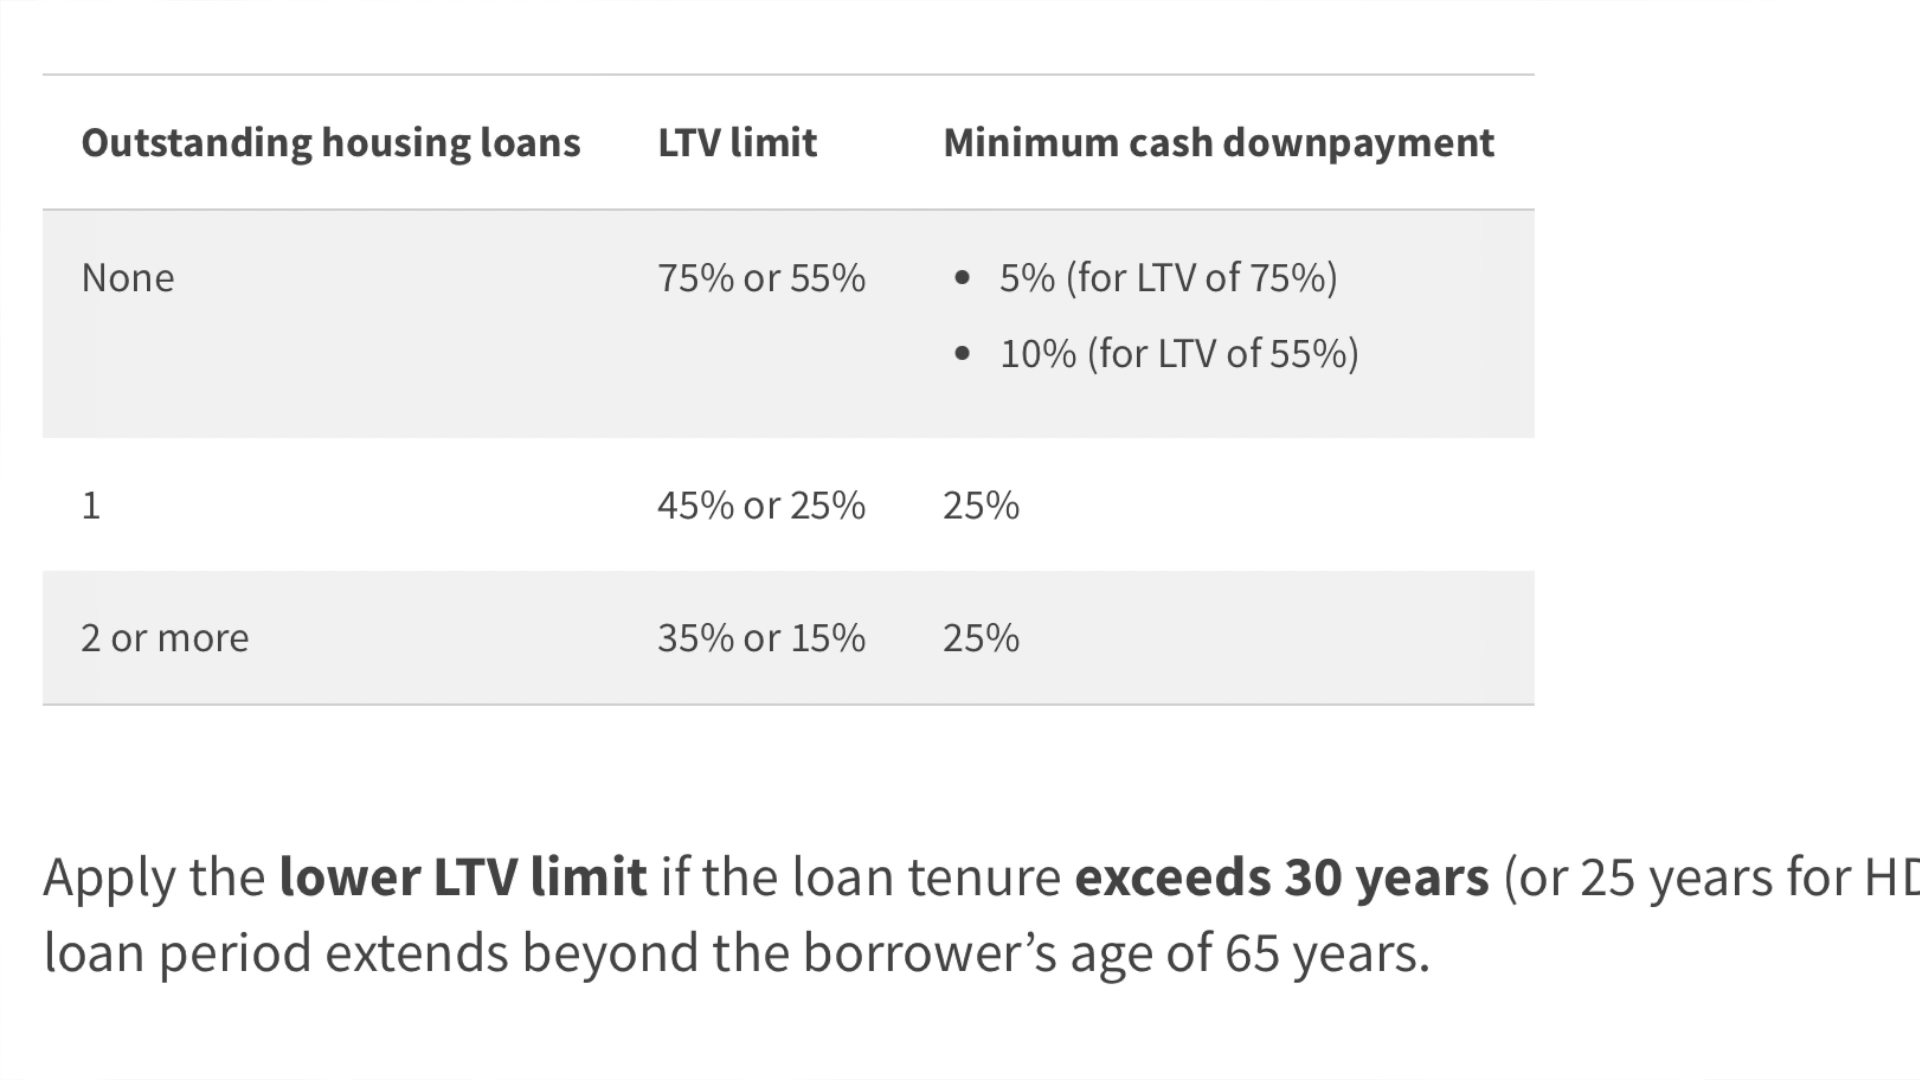 Outstanding housing loans LTV limit Minimum cash downpayment
None 75% or 55% • 5% (for LTV of 75%)
• 10% (for LTV of 55%)
1 45% or 25% 25%
2 or more 35% or 15% 25%
Apply the lower LTV limit if the loan tenure exceeds 30 years (or 25 years for
loan period extends beyond the borrower’s age of 65 years.